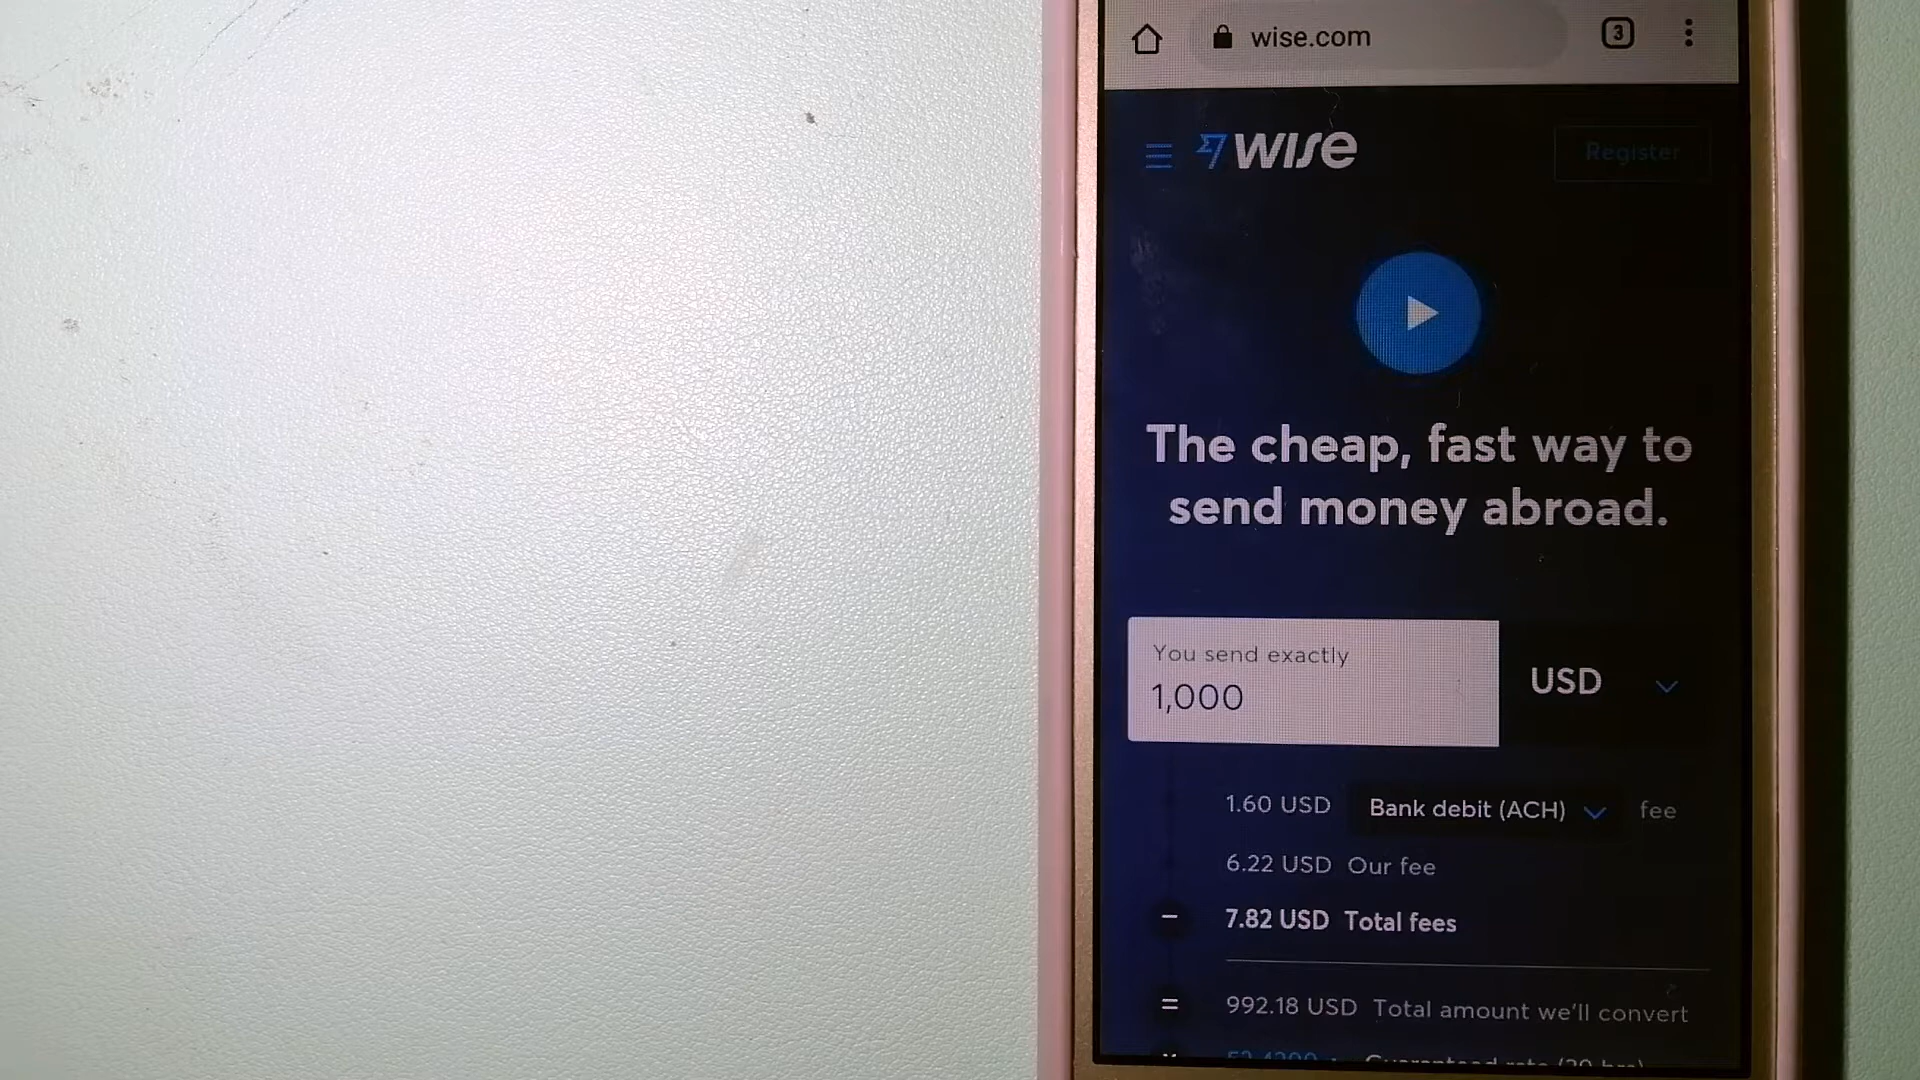 wise.com
3
wise
Register
The cheap, fast way to
send money abroad.
You send exactly
1,000
USD
1.60 USD Bank debit (ACH) fee
6.22 USD Our fee
− 7.82 USD Total fees
= 992.18 USD Total amount we'll convert
Guaranteed rate